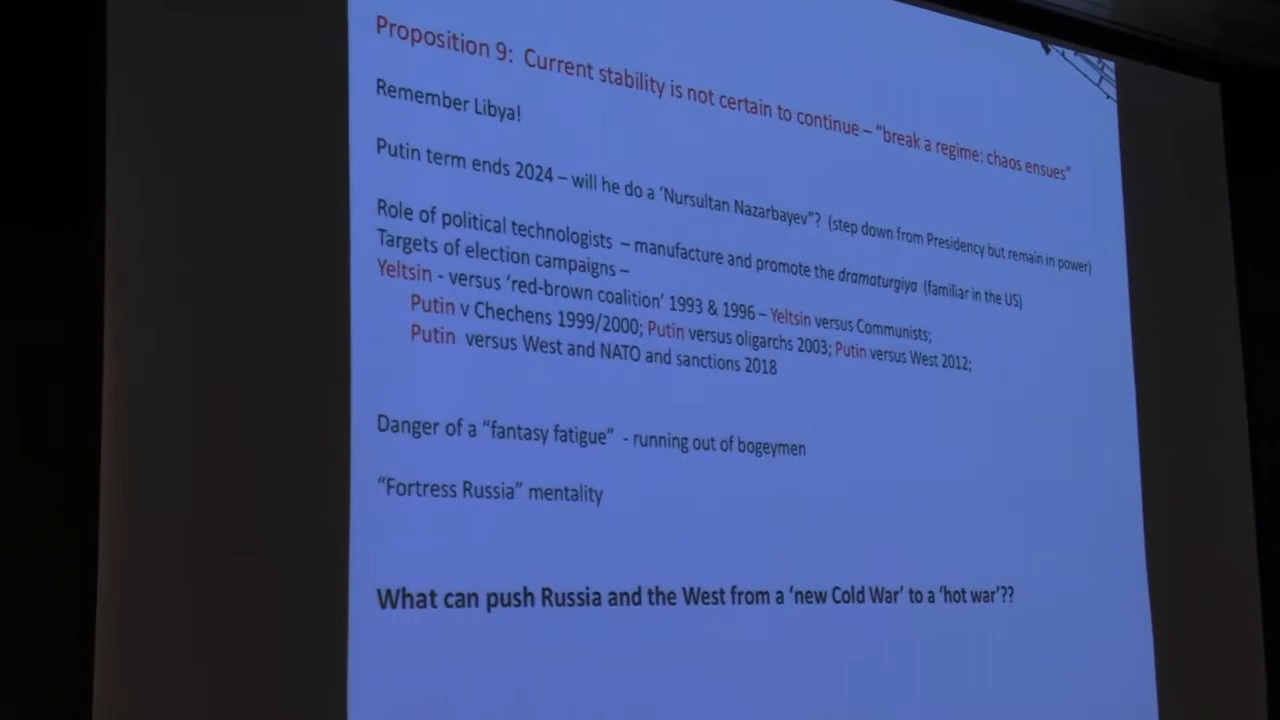 Proposition 9: Current stability is not certain to continue – "break a regime: chaos ensues"
Remember Libya!
Putin term ends 2024 – will he do a 'Nursultan Nazarbayev"? (step down from Presidency but remain in power)
Role of political technologists – manufacture and promote the dramaturgiya (familiar in the US)
Targets of election campaigns –
Yeltsin - versus 'red-brown coalition' 1993 & 1996 – Yeltsin versus Communists;
Putin v Chechens 1999/2000; Putin versus oligarchs 2003; Putin versus West 2012;
Putin versus West and NATO and sanctions 2018
Danger of a "fantasy fatigue" - running out of bogeymen
"Fortress Russia" mentality
What can push Russia and the West from a 'new Cold War' to a 'hot war'??